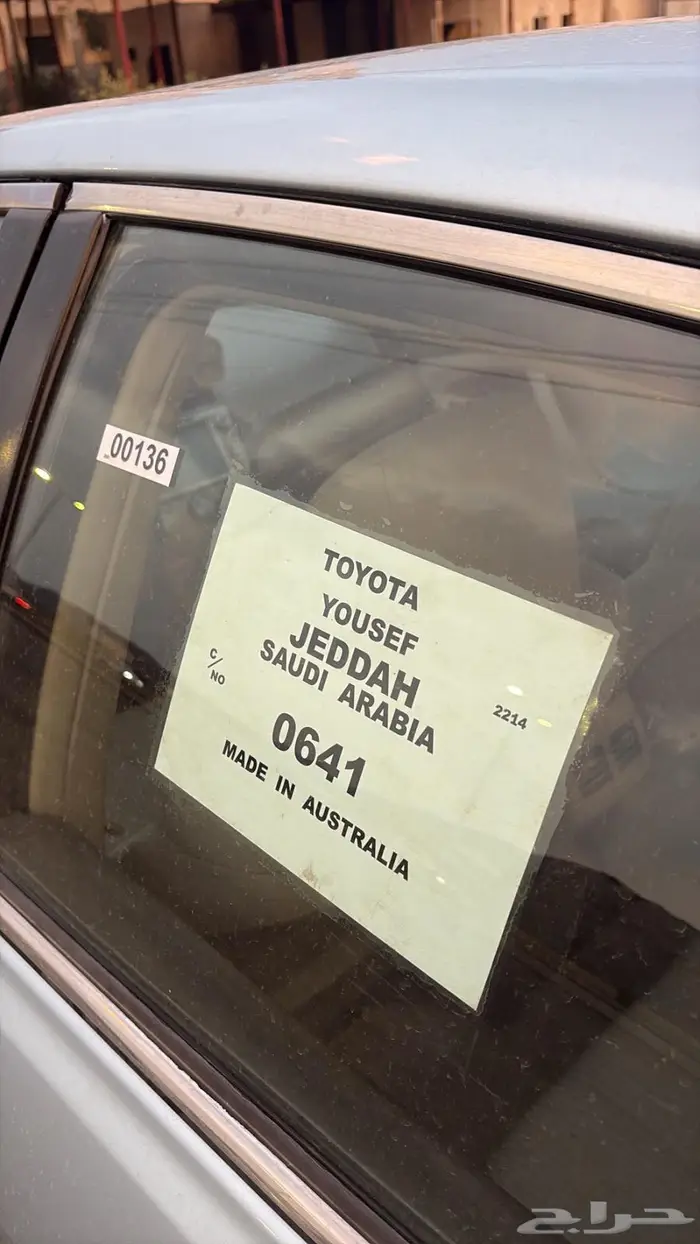 00136
TOYOTA
YOUSEF
JEDDAH
SAUDI ARABIA
C/NO
2214
0641
MADE IN AUSTRALIA
حراج